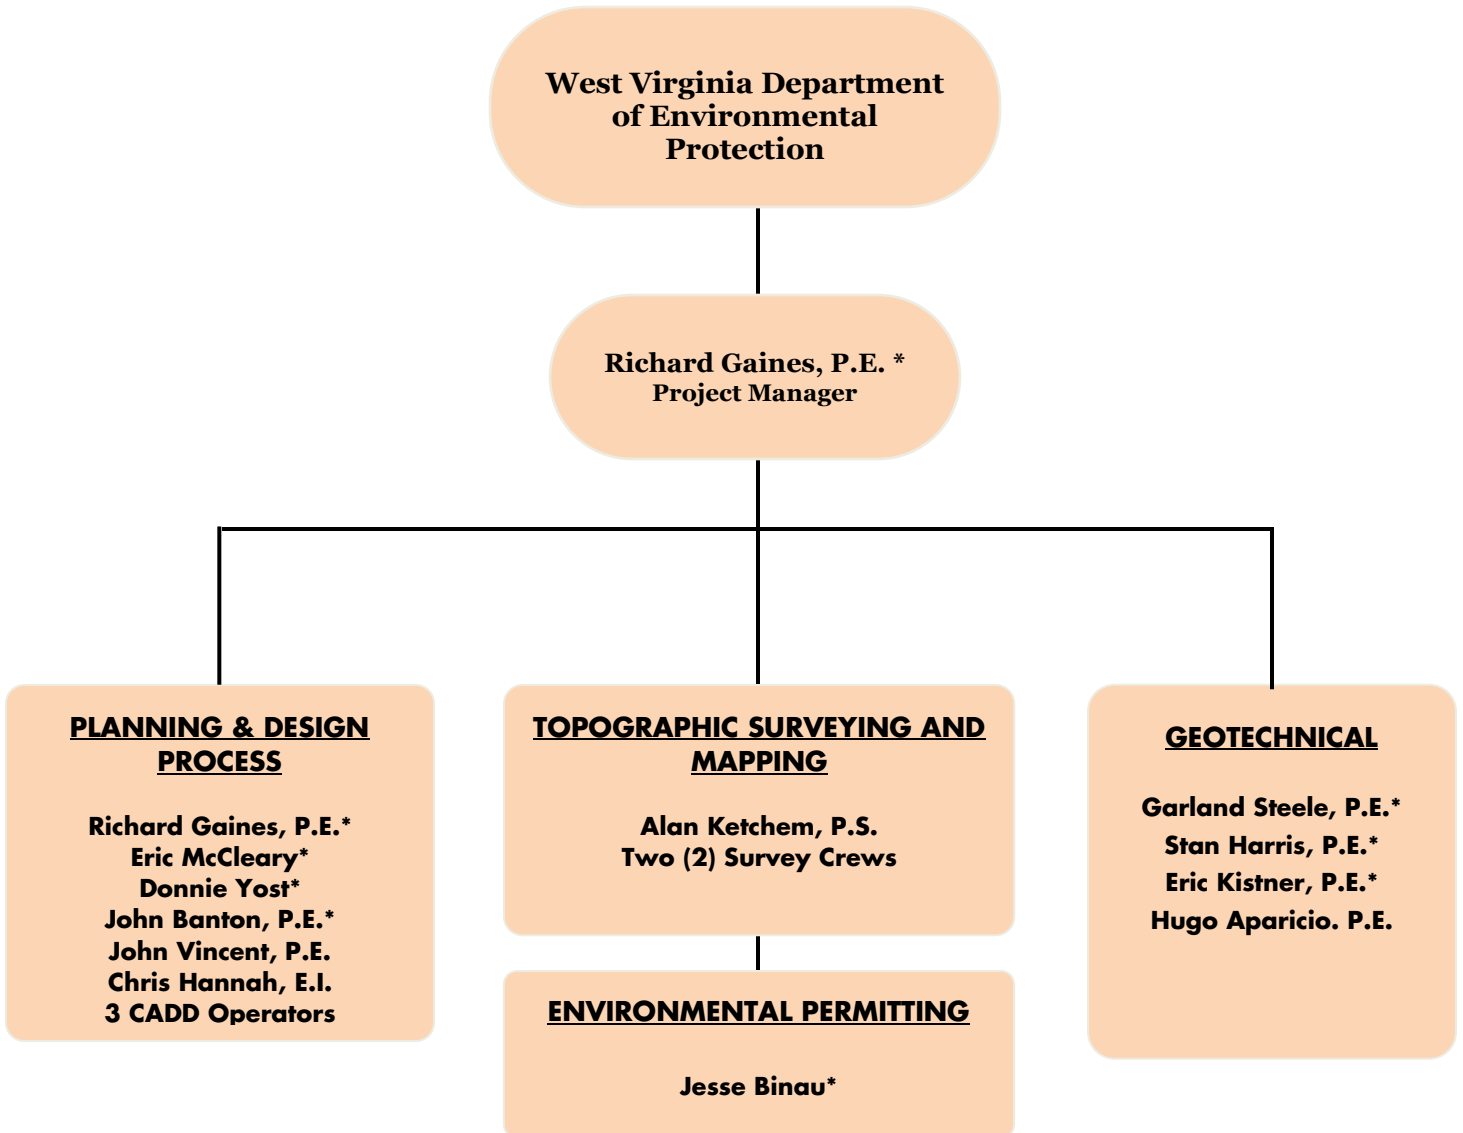 West Virginia Department
of Environmental
Protection
Richard Gaines, P.E. *
Project Manager
PLANNING & DESIGN
PROCESS
Richard Gaines, P.E.*
Eric McCleary*
Donnie Yost*
John Banton, P.E.*
John Vincent, P.E.
Chris Hannah, E.I.
3 CADD Operators
TOPOGRAPHIC SURVEYING AND
MAPPING
Alan Ketchem, P.S.
Two (2) Survey Crews
ENVIRONMENTAL PERMITTING
Jesse Binau*
GEOTECHNICAL
Garland Steele, P.E.*
Stan Harris, P.E.*
Eric Kistner, P.E.*
Hugo Aparicio. P.E.